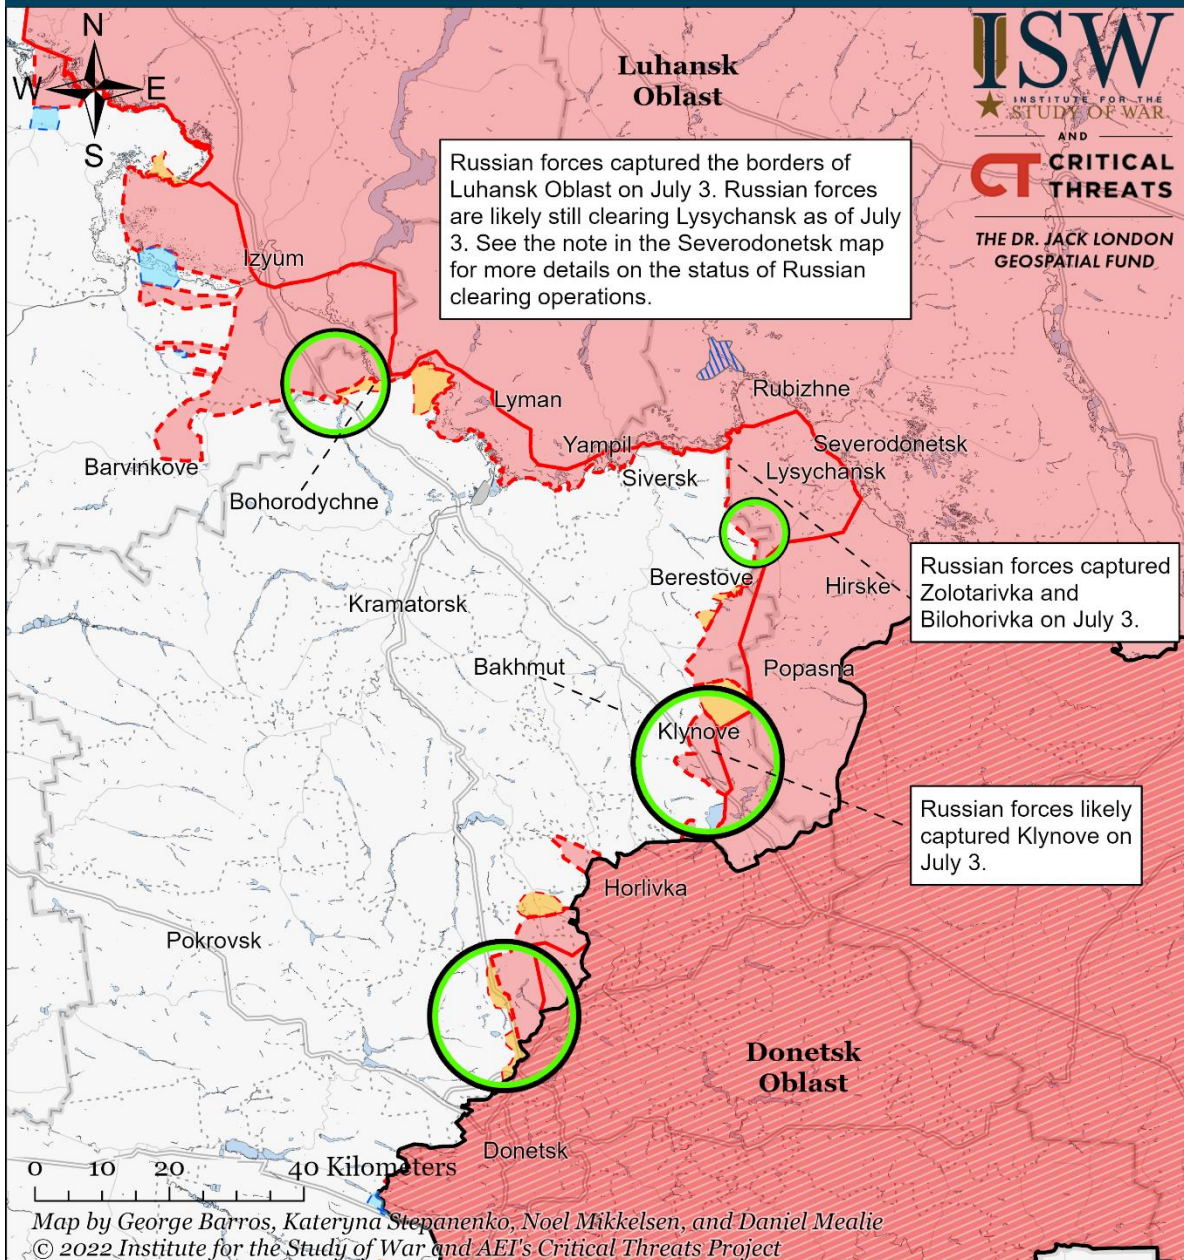 N
W
E
S
Luhansk
Oblast
ISW
INSTITUTE FOR THE
STUDY OF WAR
AND
CT CRITICAL
THREATS
THE DR. JACK LONDON
GEOSPATIAL FUND
Russian forces captured the borders of
Luhansk Oblast on July 3. Russian forces
are likely still clearing Lysychansk as of July
3. See the note in the Severodonetsk map
for more details on the status of Russian
clearing operations.
Izyum
Rubizhne
Lyman
Severodonetsk
Yampil
Lysychansk
Barvinkove
Siversk
Bohorodychne
Berestove
Hirske
Kramatorsk
Russian forces captured
Zolotarivka and
Bilohorivka on July 3.
Bakhmut
Popasna
Klynove
Russian forces likely
captured Klynove on
July 3.
Horlivka
Pokrovsk
Donetsk
Oblast
Donetsk
0 10 20 40 Kilometers
Map by George Barros, Kateryna Stepanenko, Noel Mikkelsen, and Daniel Mealie
© 2022 Institute for the Study of War and AEI's Critical Threats Project